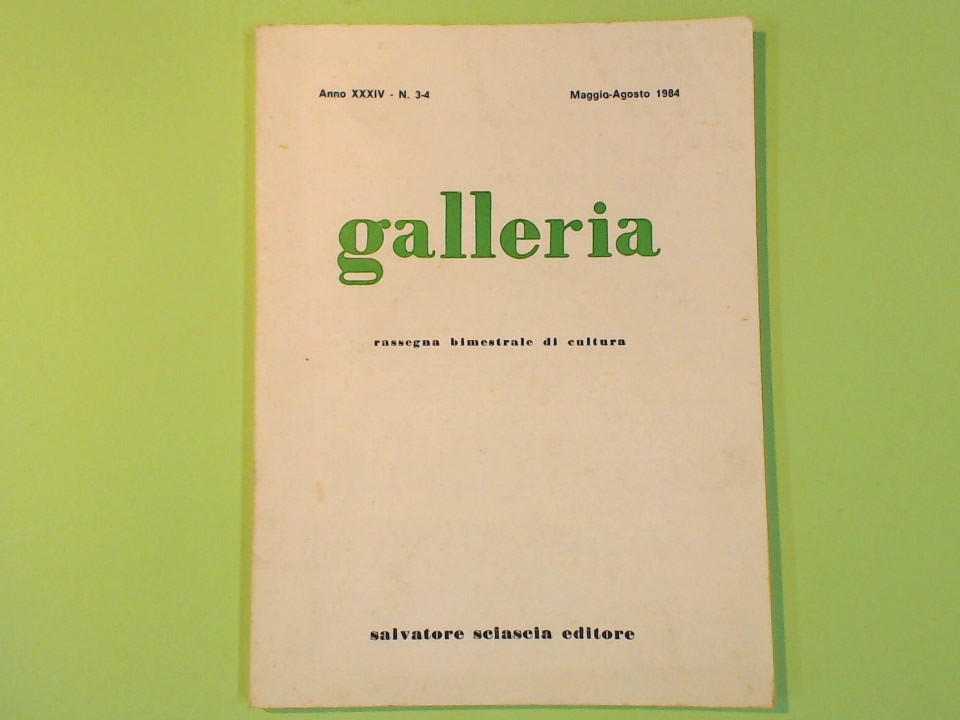 Anno XXXIV - N. 3-4
Maggio-Agosto 1984
galleria
rassegna bimestrale di cultura
salvatore sciascia editore